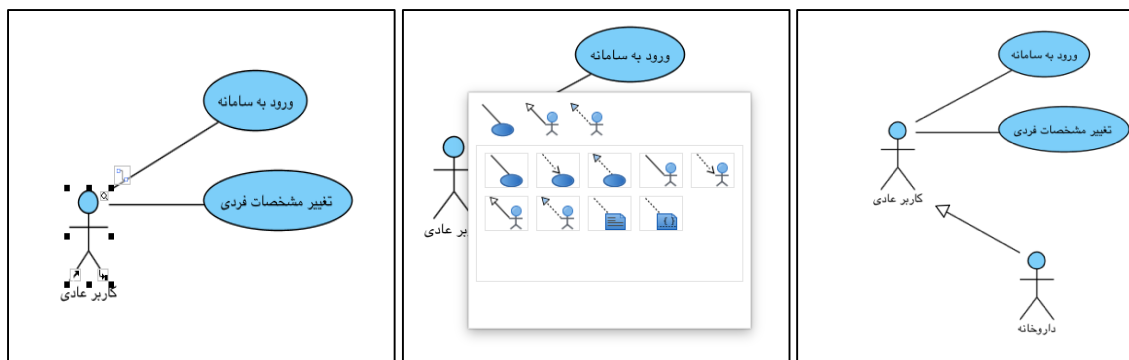 ورود به سامانه
تغییر مشخصات فردی
کاربر عادی
ورود به سامانه
بر عادی
{ }
ورود به سامانه
تغییر مشخصات فردی
کاربر عادی
داروخانه